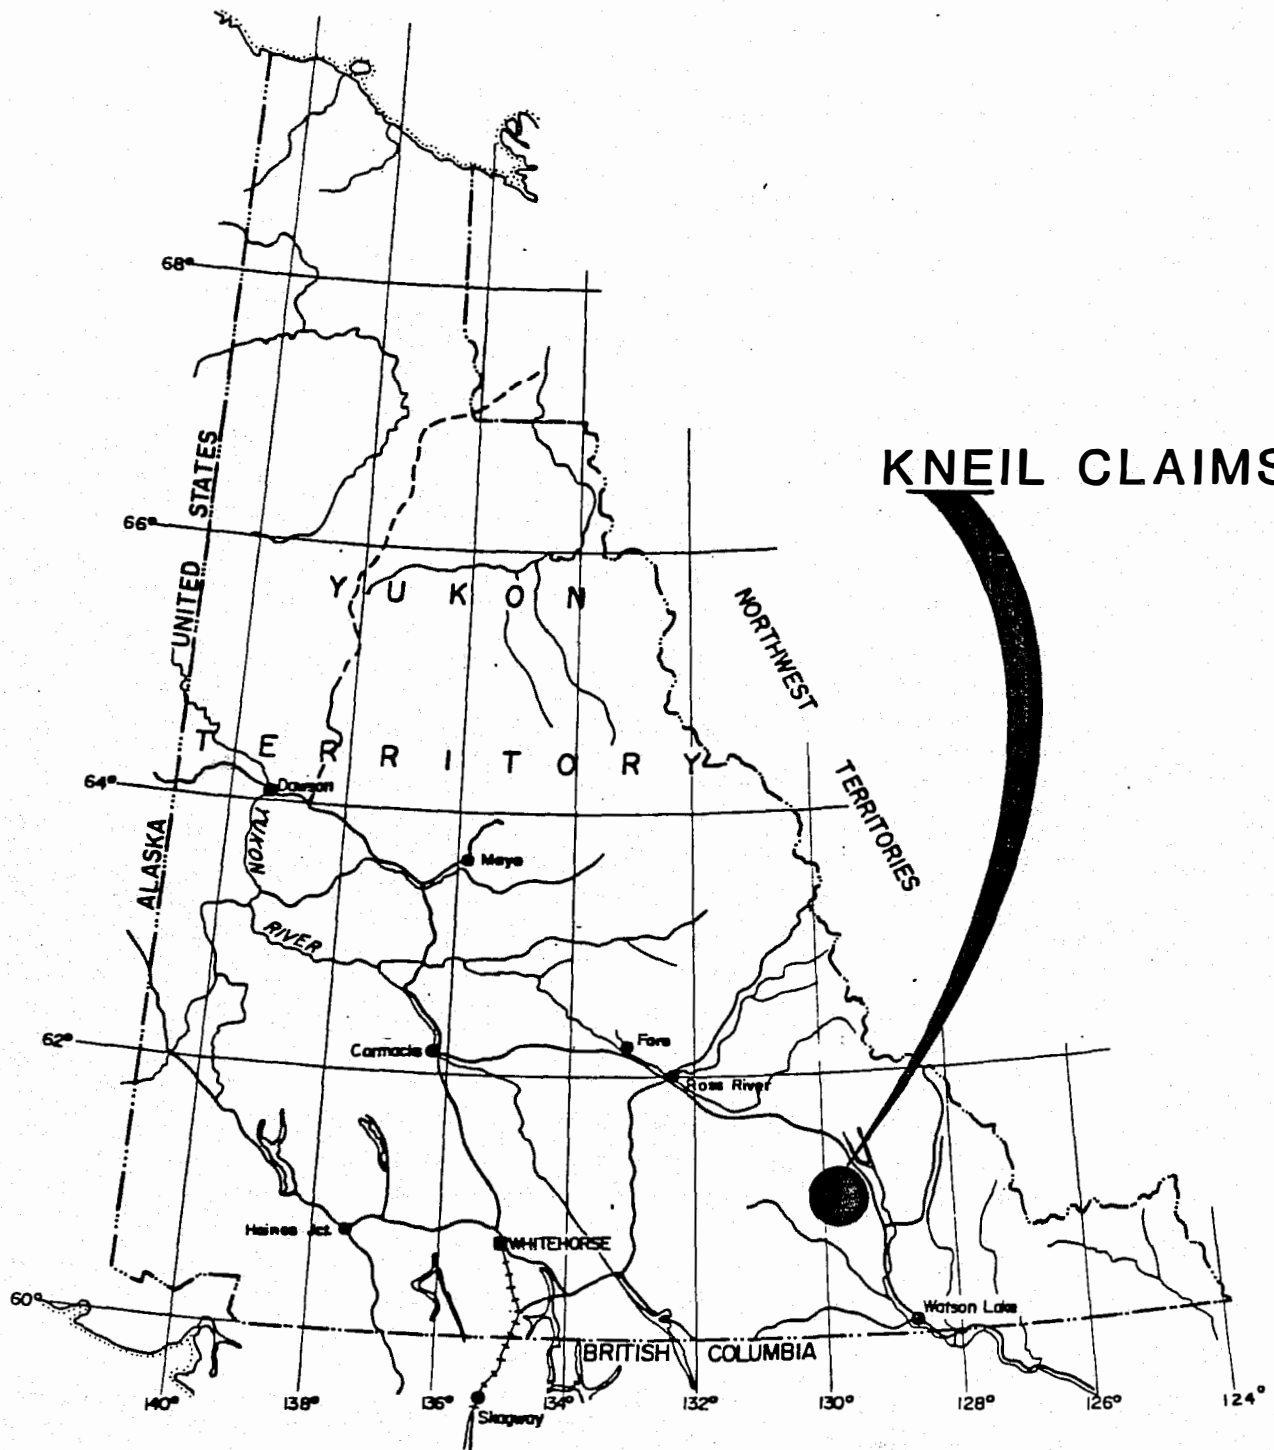 68°
KNEIL CLAIMS
UNITED STATES
66°
YUKON
NORTHWEST
TERRITORY
TERRITORIES
64°
Dawson
ALASKA
YUKON
Mayo
RIVER
62°
Carmacks
Faro
Ross River
Haines Jct.
WHITEHORSE
60°
Watson Lake
BRITISH COLUMBIA
140°
138°
136°
134°
132°
130°
128°
126°
124°
Skagway